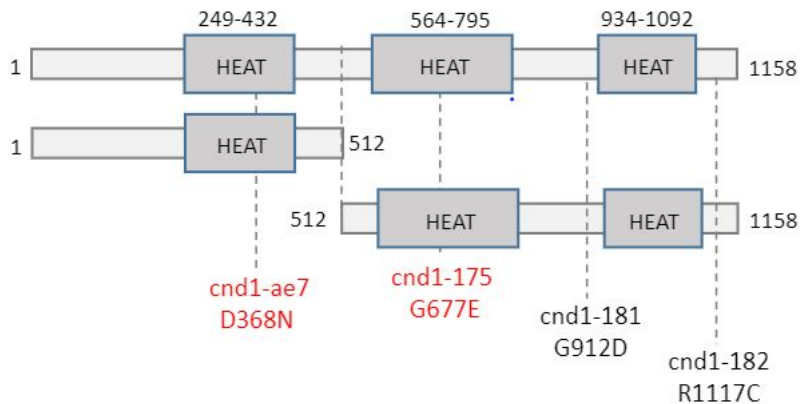 249-432 564-795 934-1092
1 HEAT HEAT HEAT 1158
1 HEAT 512
512 HEAT HEAT 1158
cnd1-ae7
D368N
cnd1-175
G677E
cnd1-181
G912D
cnd1-182
R1117C